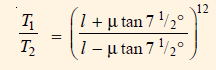 T₁/T₂ = ((l + μ tan 7 ¹/₂°)/(l − μ tan 7 ¹/₂°))¹²